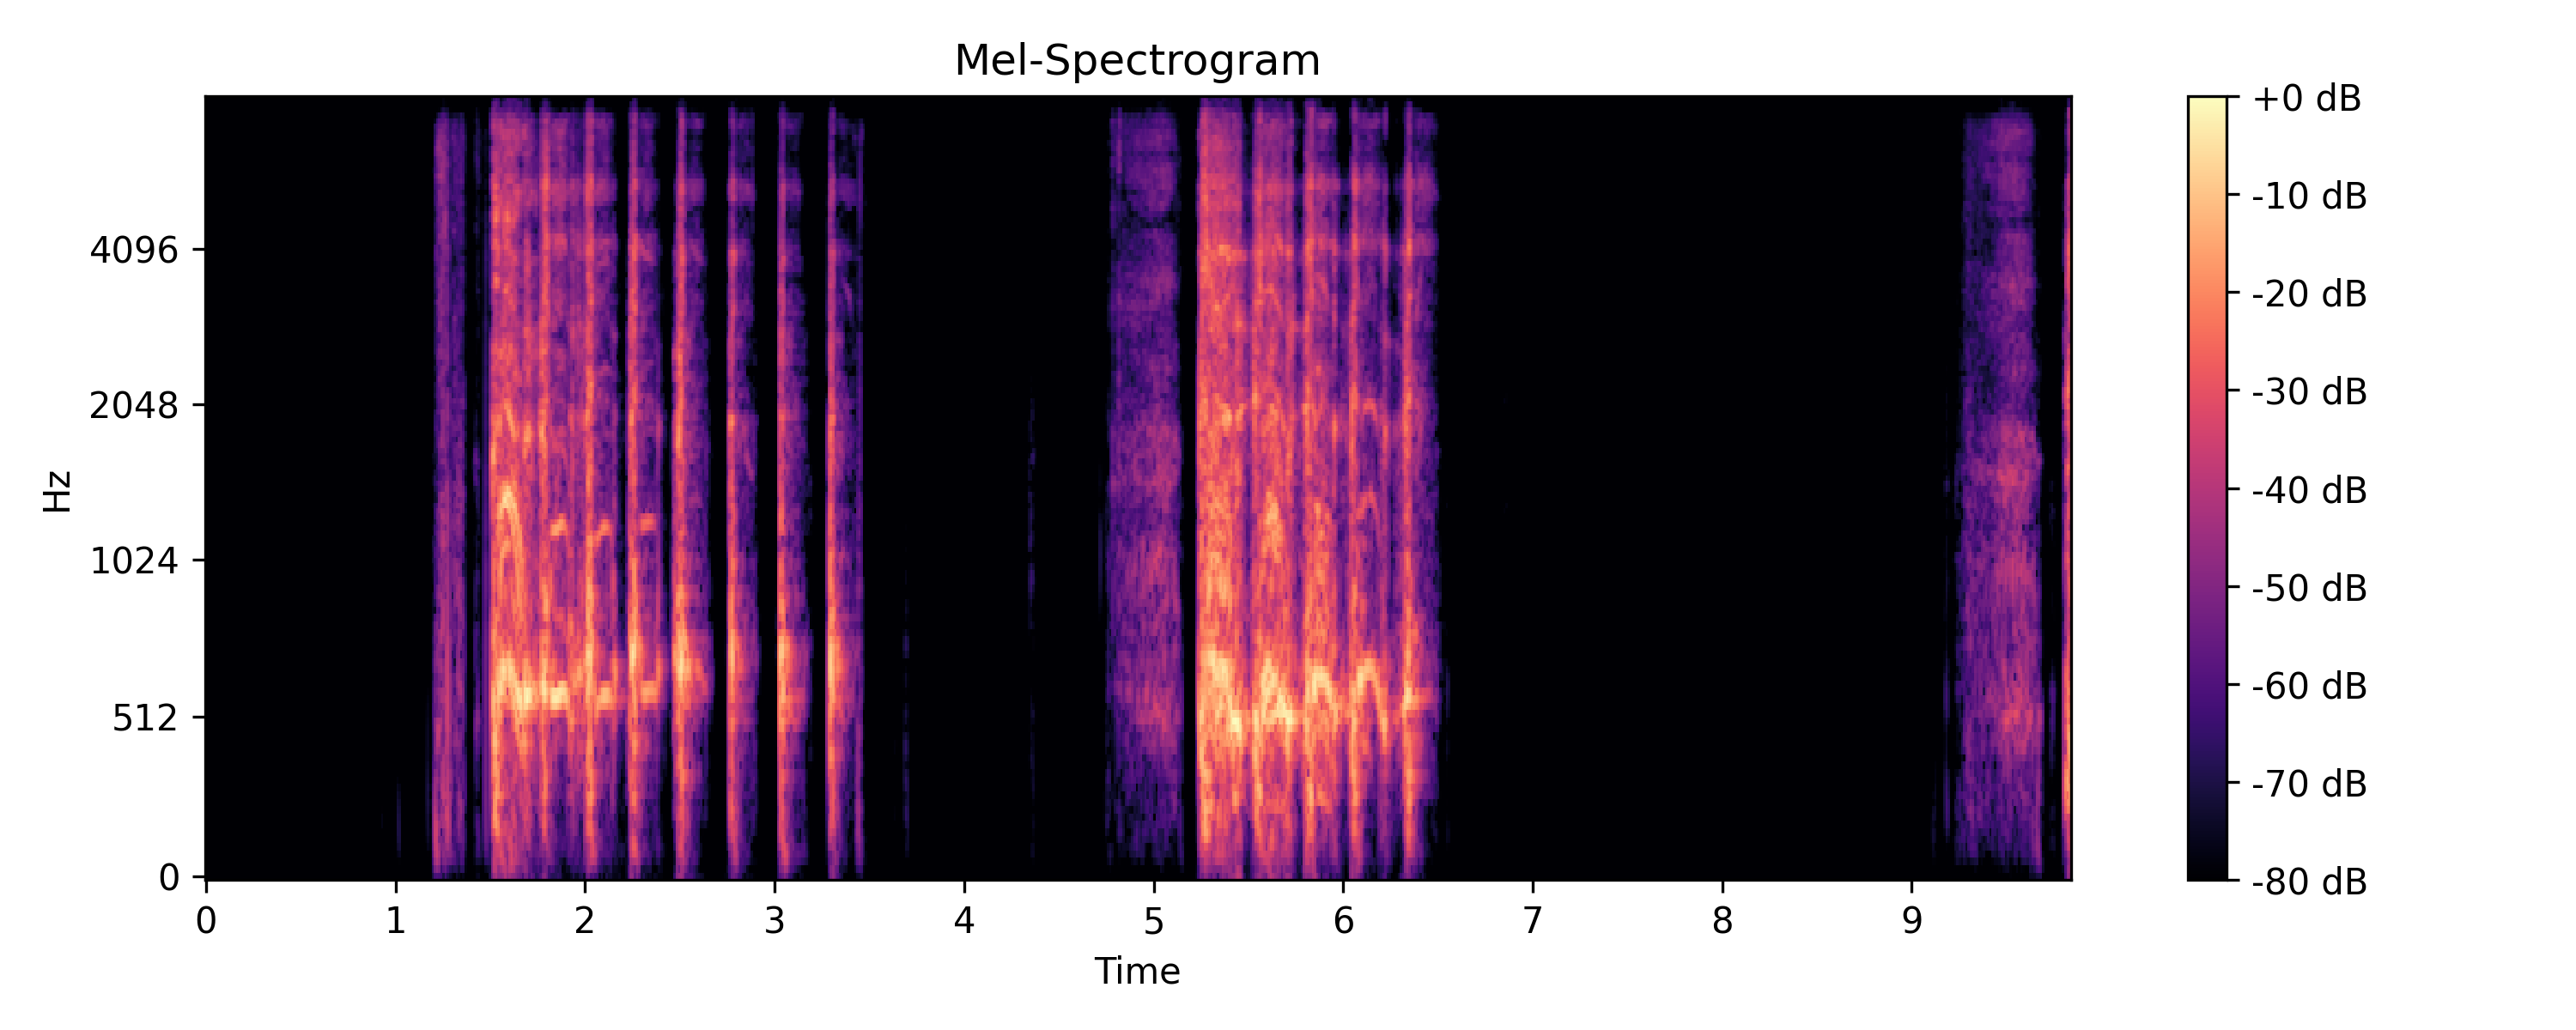 Mel-Spectrogram
+0 dB
-10 dB
-20 dB
-30 dB
-40 dB
-50 dB
-60 dB
-70 dB
-80 dB
Hz
4096
2048
1024
512
0
0 1 2 3 4 5 6 7 8 9
Time